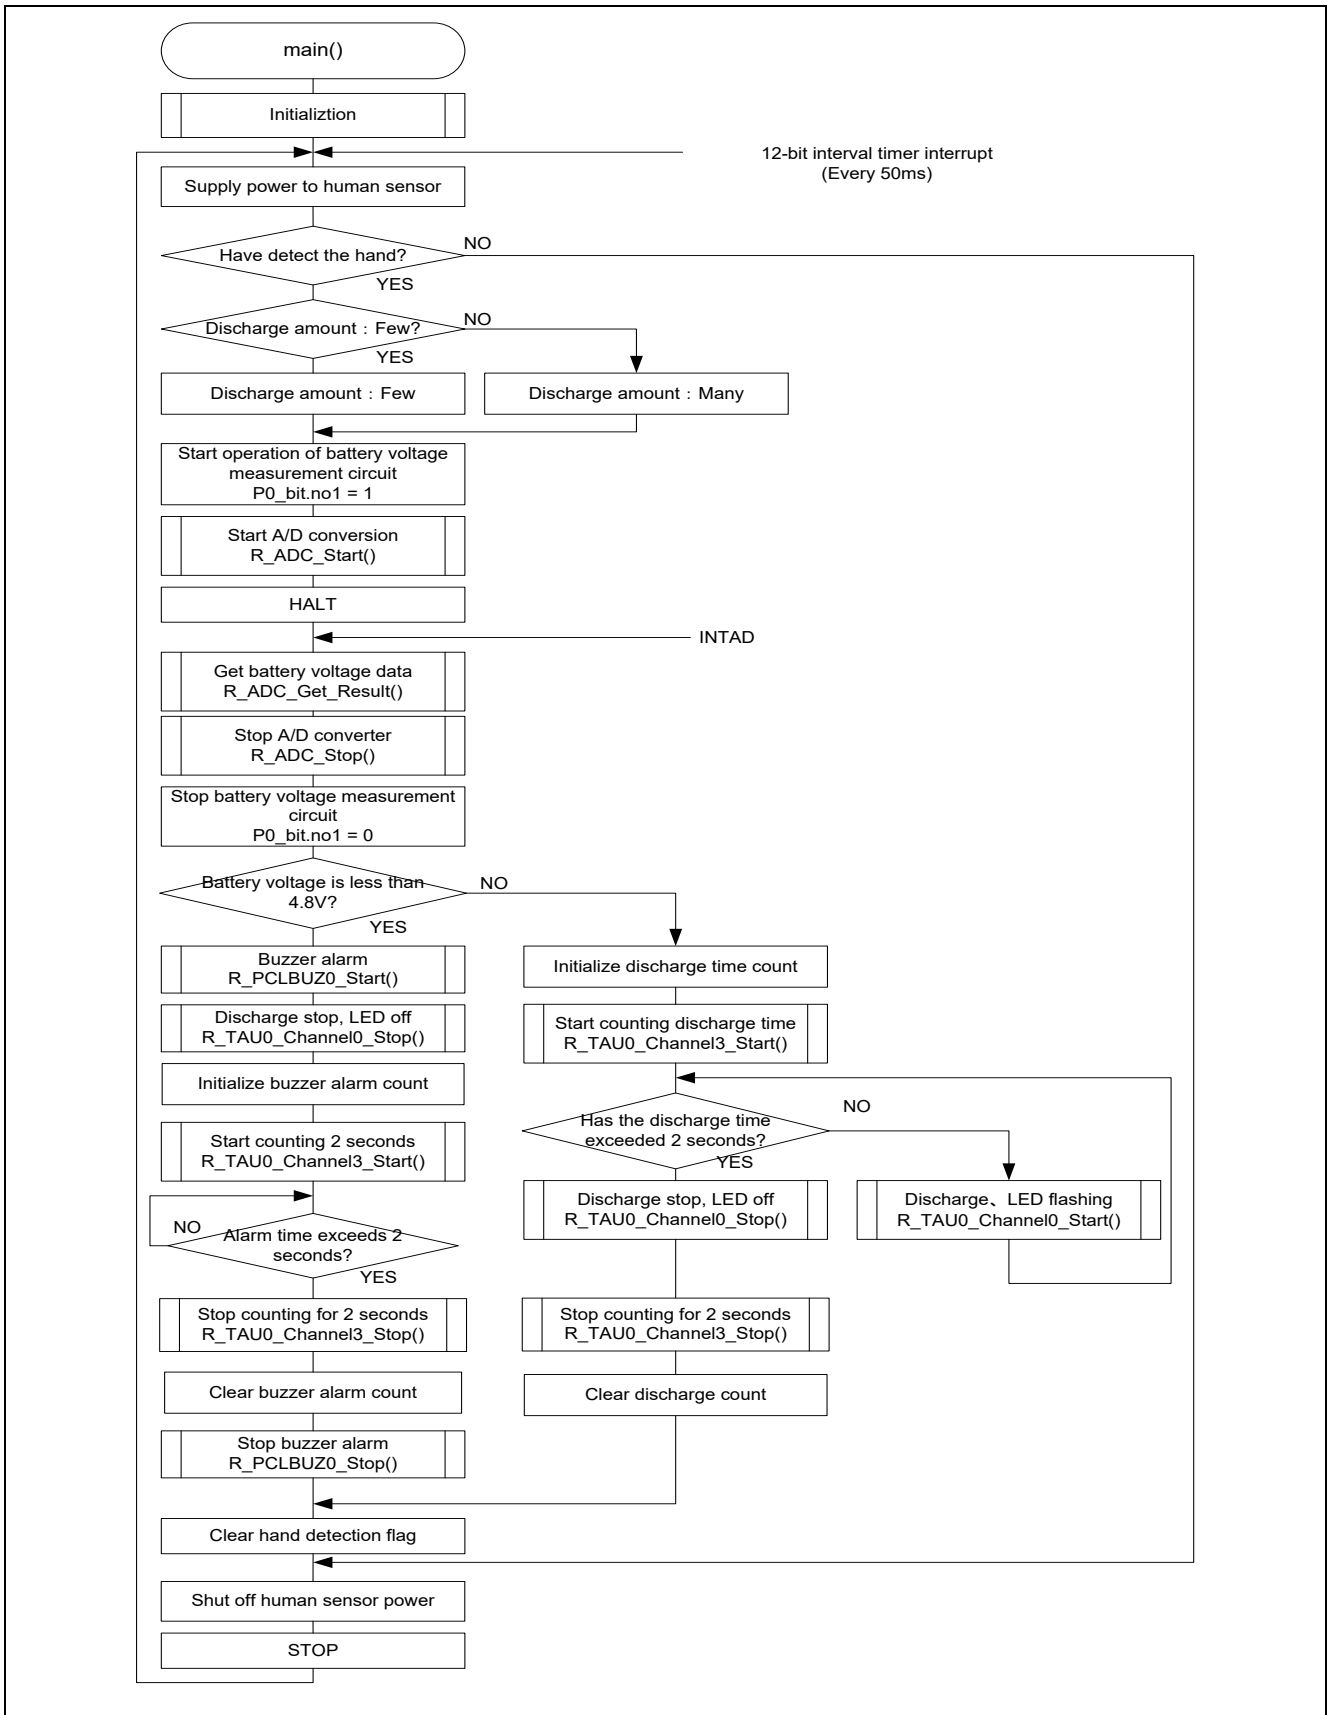 main()
Initializtion
12-bit interval timer interrupt
(Every 50ms)
Supply power to human sensor
Have detect the hand?
NO
YES
Discharge amount：Few?
NO
YES
Discharge amount：Few
Discharge amount：Many
Start operation of battery voltage
measurement circuit
P0_bit.no1 = 1
Start A/D conversion
R_ADC_Start()
HALT
INTAD
Get battery voltage data
R_ADC_Get_Result()
Stop A/D converter
R_ADC_Stop()
Stop battery voltage measurement
circuit
P0_bit.no1 = 0
Battery voltage is less than
4.8V?
NO
YES
Buzzer alarm
R_PCLBUZ0_Start()
Discharge stop, LED off
R_TAU0_Channel0_Stop()
Initialize buzzer alarm count
Start counting 2 seconds
R_TAU0_Channel3_Start()
NO
Alarm time exceeds 2
seconds?
YES
Stop counting for 2 seconds
R_TAU0_Channel3_Stop()
Clear buzzer alarm count
Stop buzzer alarm
R_PCLBUZ0_Stop()
Initialize discharge time count
Start counting discharge time
R_TAU0_Channel3_Start()
Has the discharge time
exceeded 2 seconds?
NO
YES
Discharge stop, LED off
R_TAU0_Channel0_Stop()
Discharge、LED flashing
R_TAU0_Channel0_Start()
Stop counting for 2 seconds
R_TAU0_Channel3_Stop()
Clear discharge count
Clear hand detection flag
Shut off human sensor power
STOP